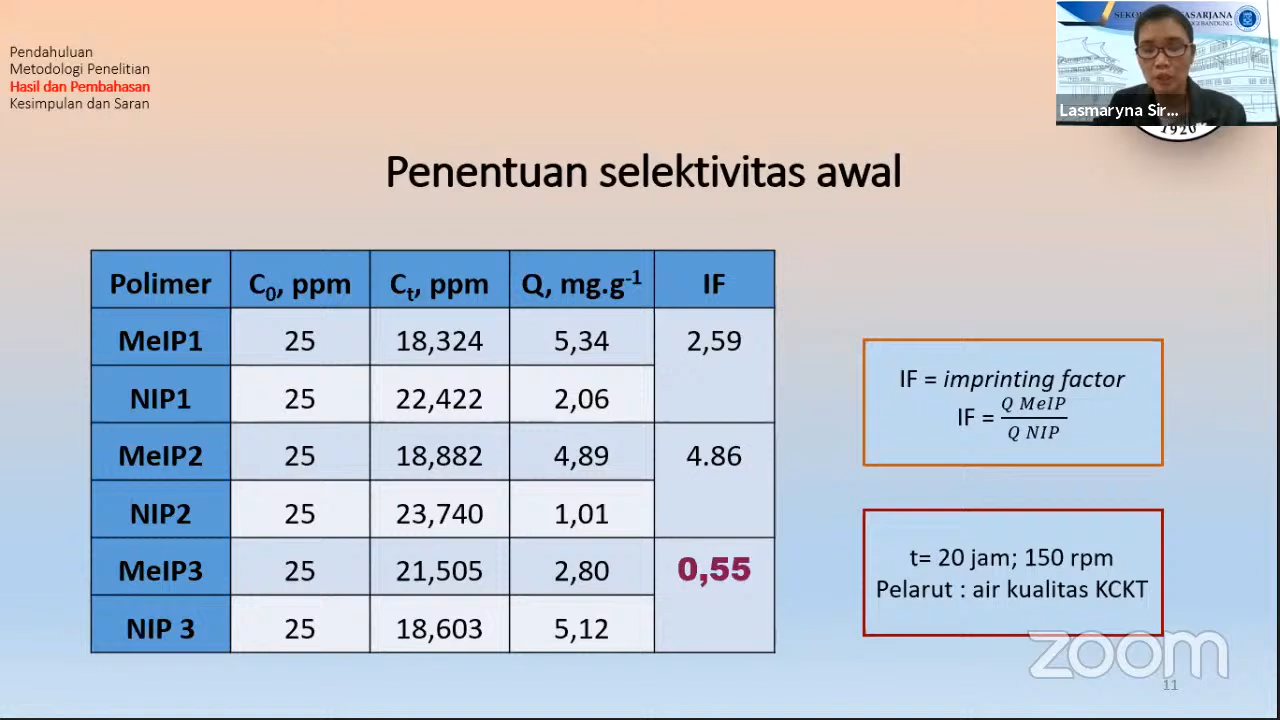 Pendahuluan
Metodologi Penelitian
Hasil dan Pembahasan
Kesimpulan dan Saran
Lasmaryna Sir...
1920
Penentuan selektivitas awal
Polimer C₀, ppm Cₜ, ppm Q, mg.g⁻¹ IF
MeIP1 25 18,324 5,34 2,59
NIP1 25 22,422 2,06
MeIP2 25 18,882 4,89 4.86
NIP2 25 23,740 1,01
MeIP3 25 21,505 2,80 0,55
NIP 3 25 18,603 5,12
IF = imprinting factor
IF = Q MeIP / Q NIP
t= 20 jam; 150 rpm
Pelarut : air kualitas KCKT
zoom
11